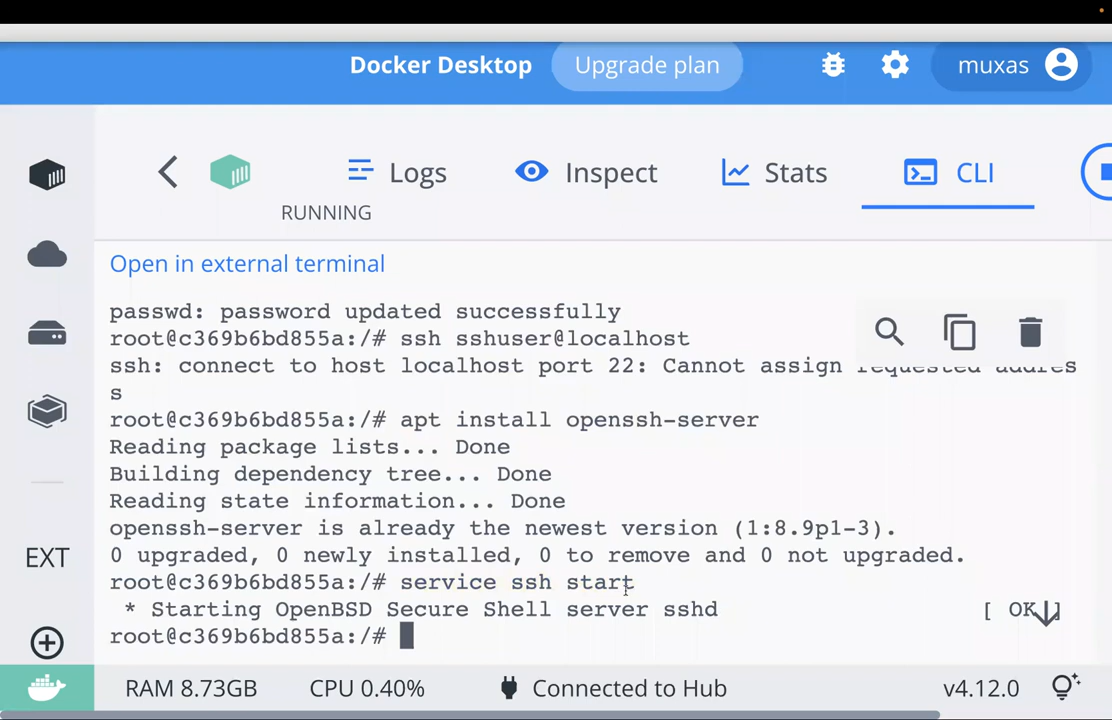 Docker Desktop Upgrade plan muxas
Logs Inspect Stats CLI
RUNNING
Open in external terminal
passwd: password updated successfully
root@c369b6bd855a:/# ssh sshuser@localhost
ssh: connect to host localhost port 22: Cannot assign requested addres
s
root@c369b6bd855a:/# apt install openssh-server
Reading package lists... Done
Building dependency tree... Done
Reading state information... Done
openssh-server is already the newest version (1:8.9p1-3).
0 upgraded, 0 newly installed, 0 to remove and 0 not upgraded.
root@c369b6bd855a:/# service ssh start
* Starting OpenBSD Secure Shell server sshd [ OK ]
root@c369b6bd855a:/#
EXT
RAM 8.73GB CPU 0.40% Connected to Hub v4.12.0